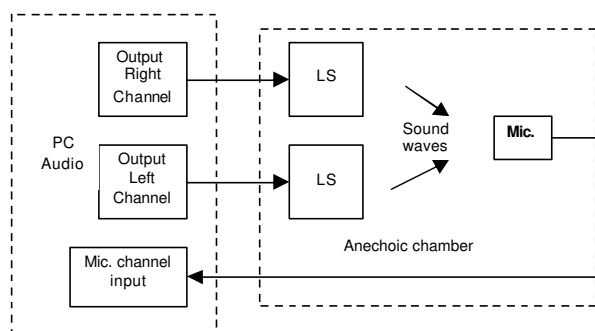 PC
Audio
Output
Right
Channel
Output
Left
Channel
Mic. channel
input
LS
LS
Sound
waves
Mic.
Anechoic chamber